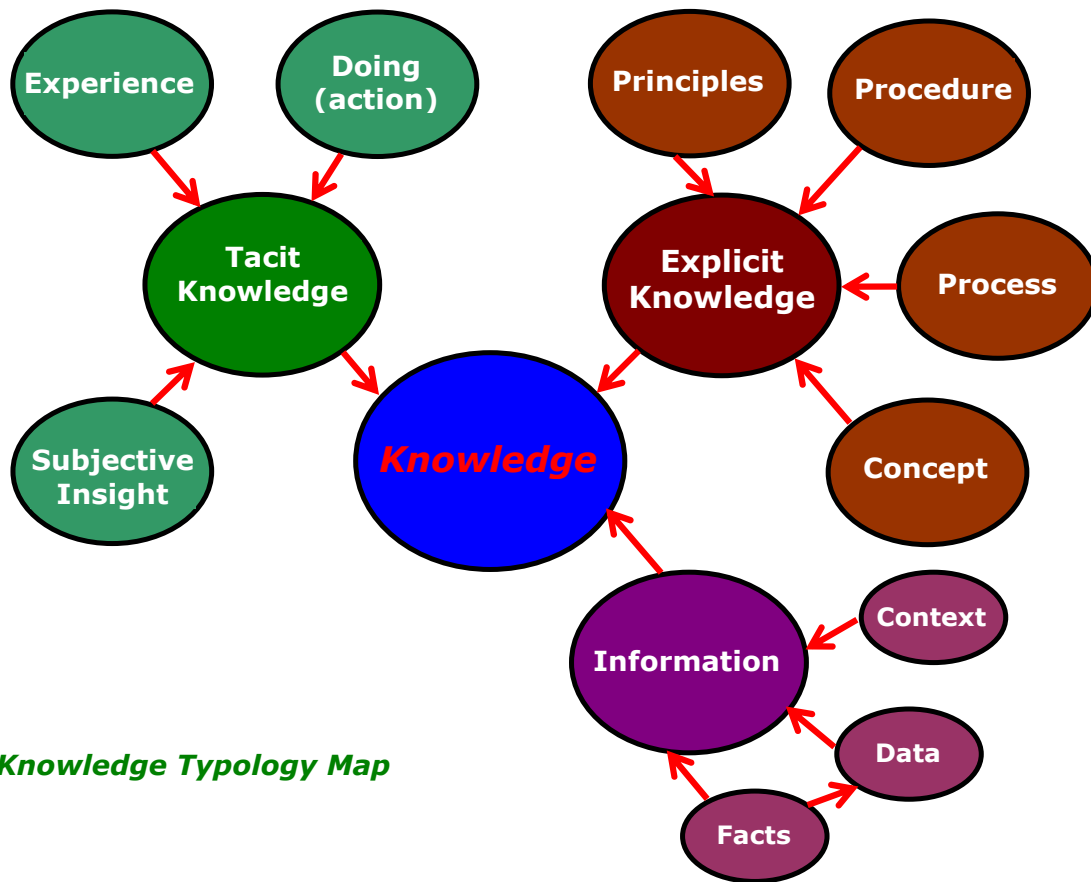 Experience
Doing
(action)
Principles
Procedure
Tacit
Knowledge
Explicit
Knowledge
Process
Subjective
Insight
Knowledge
Concept
Context
Information
Data
Knowledge Typology Map
Facts